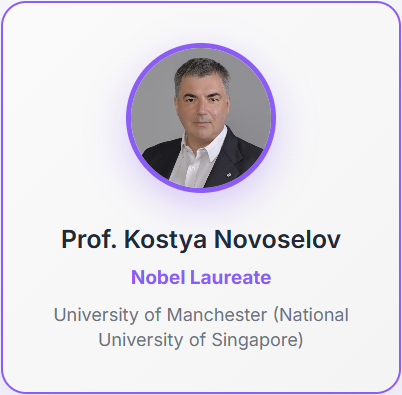 Prof. Kostya Novoselov
Nobel Laureate
University of Manchester (National
University of Singapore)